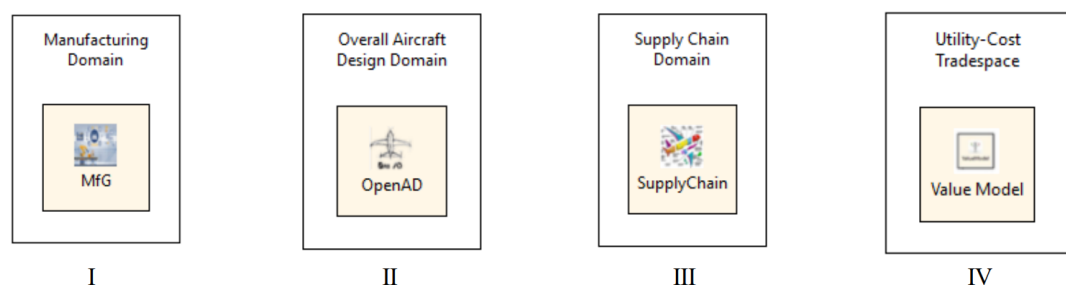 Manufacturing
Domain
MfG
I
Overall Aircraft
Design Domain
OpenAD
II
Supply Chain
Domain
SupplyChain
III
Utility-Cost
Tradespace
ValueModel
Value Model
IV